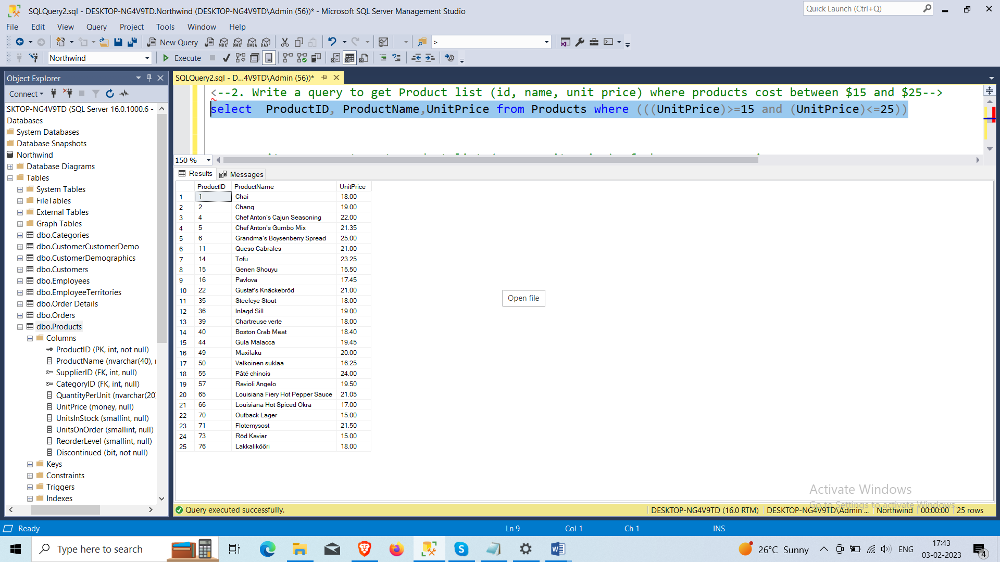 SQLQuery2.sql - DESKTOP-NG4V9TD.Northwind (DESKTOP-NG4V9TD\Admin (56))* - Microsoft SQL Server Management Studio
Quick Launch (Ctrl+Q)
File Edit View Query Project Tools Window Help
New Query MDX DMX XMLA DAX >
Northwind Execute
Object Explorer
Connect
SKTOP-NG4V9TD (SQL Server 16.0.1000.6 -
Databases
System Databases
Database Snapshots
Northwind
Database Diagrams
Tables
System Tables
FileTables
External Tables
Graph Tables
dbo.Categories
dbo.CustomerCustomerDemo
dbo.CustomerDemographics
dbo.Customers
dbo.Employees
dbo.EmployeeTerritories
dbo.Order Details
dbo.Orders
dbo.Products
Columns
ProductID (PK, int, not null)
ProductName (nvarchar(40),
SupplierID (FK, int, null)
CategoryID (FK, int, null)
QuantityPerUnit (nvarchar(20)
UnitPrice (money, null)
UnitsInStock (smallint, null)
UnitsOnOrder (smallint, null)
ReorderLevel (smallint, null)
Discontinued (bit, not null)
Keys
Constraints
Triggers
Indexes
SQLQuery2.sql - D...4V9TD\Admin (56))*
<--2. Write a query to get Product list (id, name, unit price) where products cost between $15 and $25-->
select  ProductID, ProductName,UnitPrice from Products where (((UnitPrice)>=15 and (UnitPrice)<=25))
150 %
Results Messages
ProductID ProductName UnitPrice
1 1 Chai 18.00
2 2 Chang 19.00
3 4 Chef Anton's Cajun Seasoning 22.00
4 5 Chef Anton's Gumbo Mix 21.35
5 6 Grandma's Boysenberry Spread 25.00
6 11 Queso Cabrales 21.00
7 14 Tofu 23.25
8 15 Genen Shouyu 15.50
9 16 Pavlova 17.45
10 22 Gustaf's Knäckebröd 21.00
11 35 Steeleye Stout 18.00
12 36 Inlagd Sill 19.00
13 39 Chartreuse verte 18.00
14 40 Boston Crab Meat 18.40
15 44 Gula Malacca 19.45
16 49 Maxilaku 20.00
17 50 Valkoinen suklaa 16.25
18 55 Pâté chinois 24.00
19 57 Ravioli Angelo 19.50
20 65 Louisiana Fiery Hot Pepper Sauce 21.05
21 66 Louisiana Hot Spiced Okra 17.00
22 70 Outback Lager 15.00
23 71 Flotemysost 21.50
24 73 Röd Kaviar 15.00
25 76 Lakkalikööri 18.00
Open file
Activate Windows
Go to Settings to activate Windows.
Query executed successfully. DESKTOP-NG4V9TD (16.0 RTM) DESKTOP-NG4V9TD\Admin ... Northwind 00:00:00 25 rows
Ready Ln 9 Col 1 Ch 1 INS
Type here to search
26°C Sunny ENG
17:43
03-02-2023
4